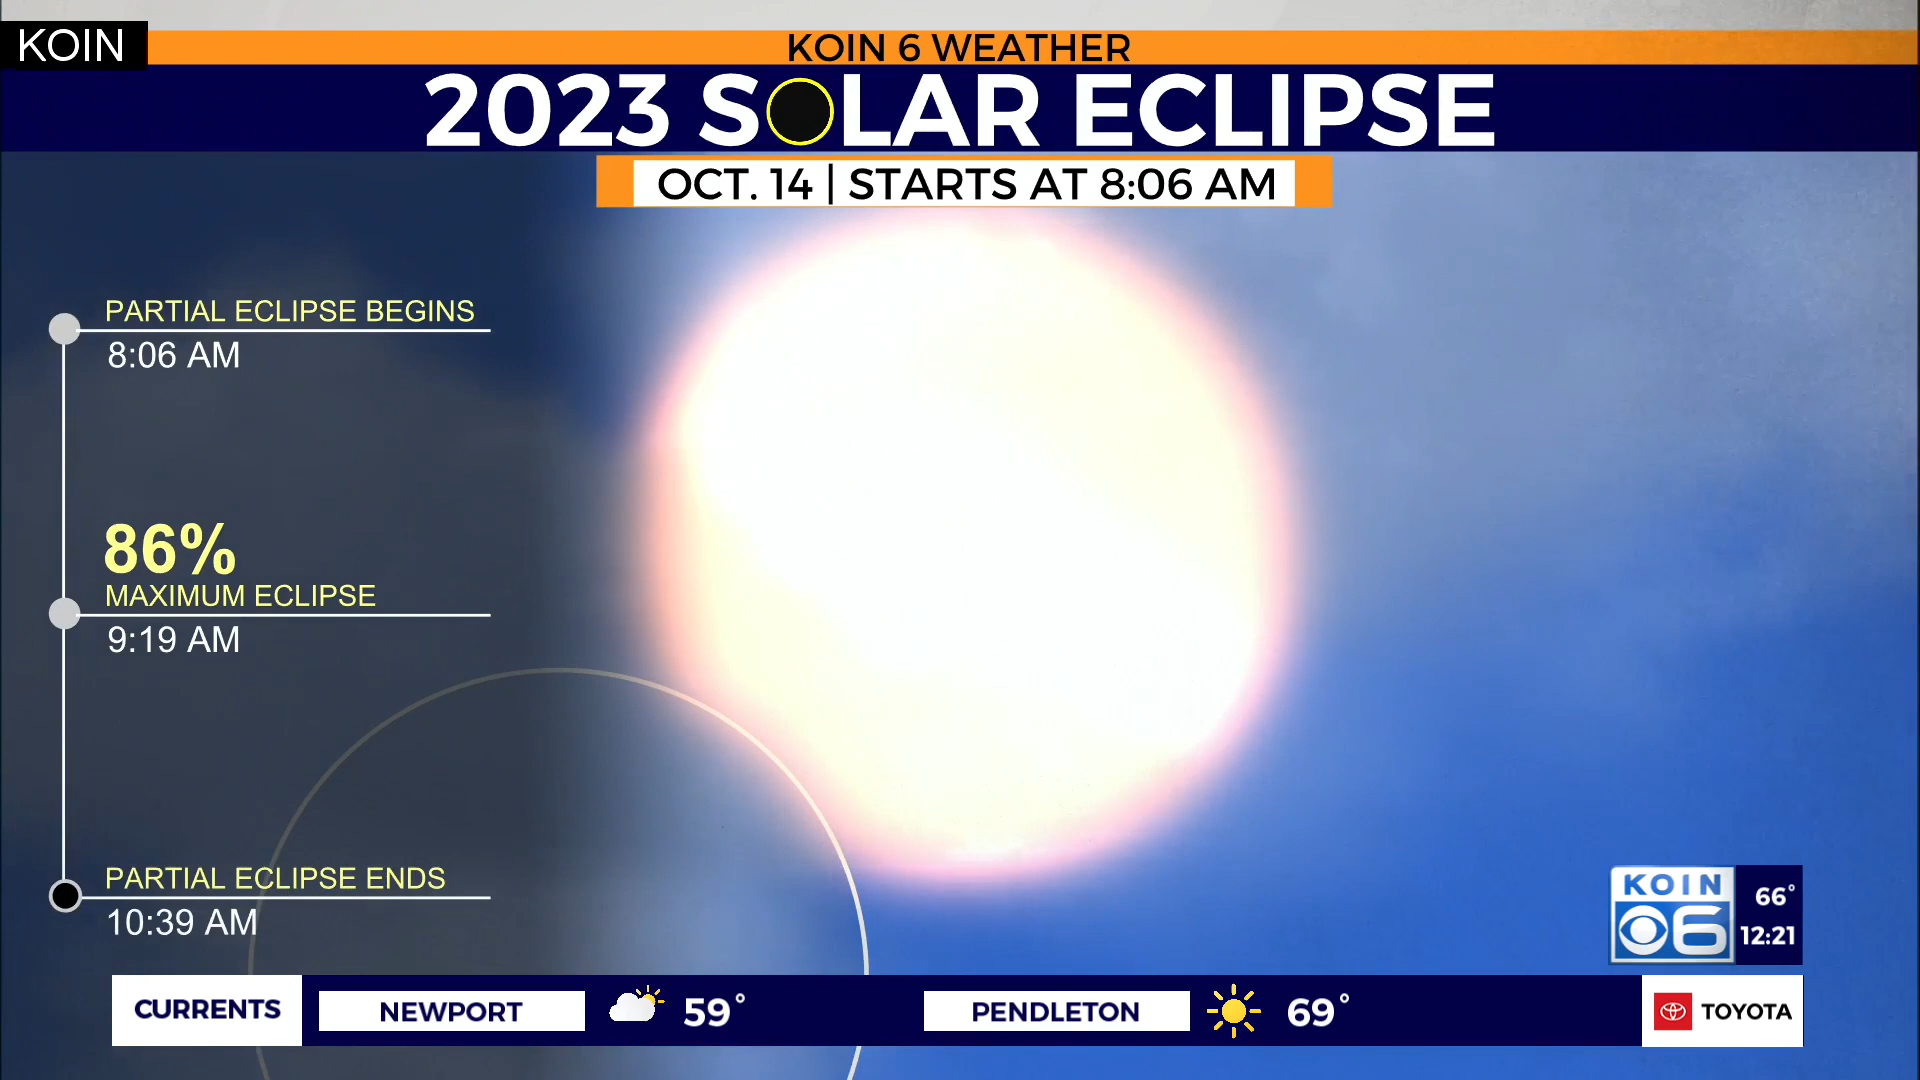 KOIN
KOIN 6 WEATHER
2023 SOLAR ECLIPSE
OCT. 14 | STARTS AT 8:06 AM
PARTIAL ECLIPSE BEGINS
8:06 AM
86%
MAXIMUM ECLIPSE
9:19 AM
PARTIAL ECLIPSE ENDS
10:39 AM
KOIN
6
66°
12:21
CURRENTS
NEWPORT 59°
PENDLETON 69°
TOYOTA